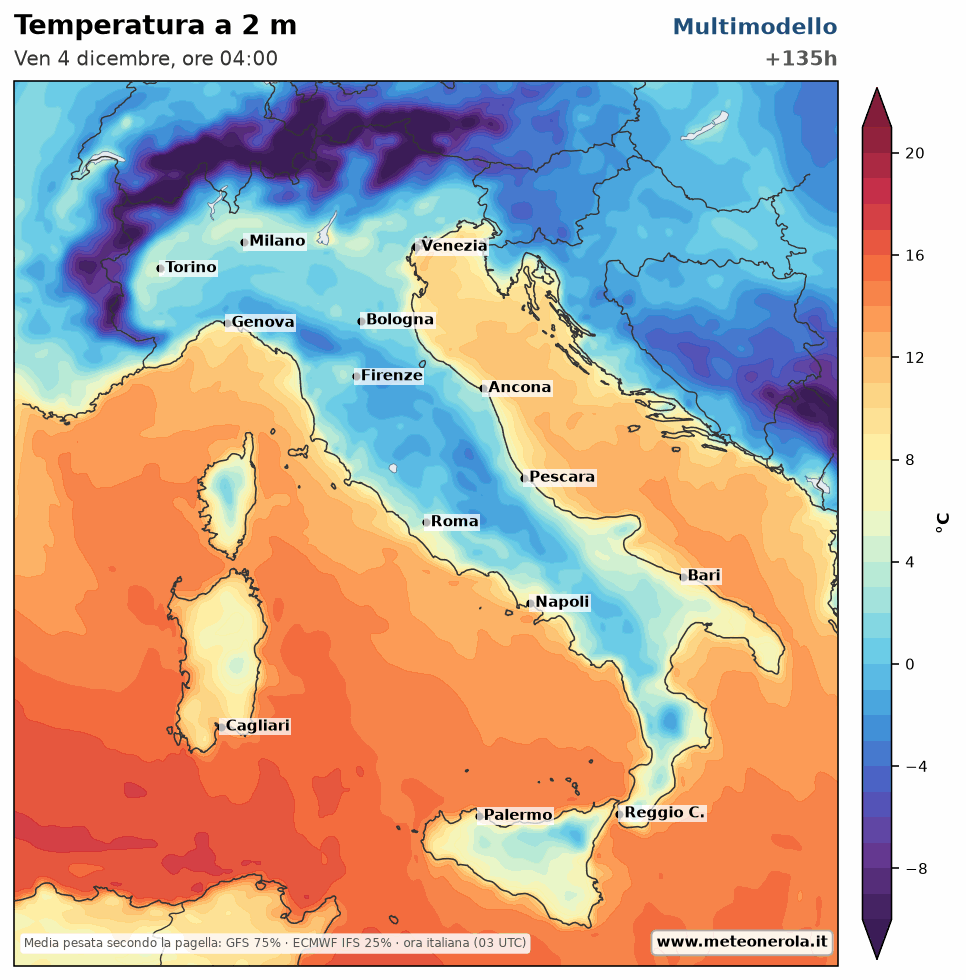 Temperatura a 2 m
Multimodello
Ven 4 dicembre, ore 04:00
+135h
20
16
12
8
4
0
−4
−8
°C
Milano
Venezia
Torino
Genova
Bologna
Firenze
Ancona
Pescara
Roma
Bari
Napoli
Cagliari
Palermo
Reggio C.
Media pesata secondo la pagella: GFS 75% · ECMWF IFS 25% · ora italiana (03 UTC)
www.meteonerola.it